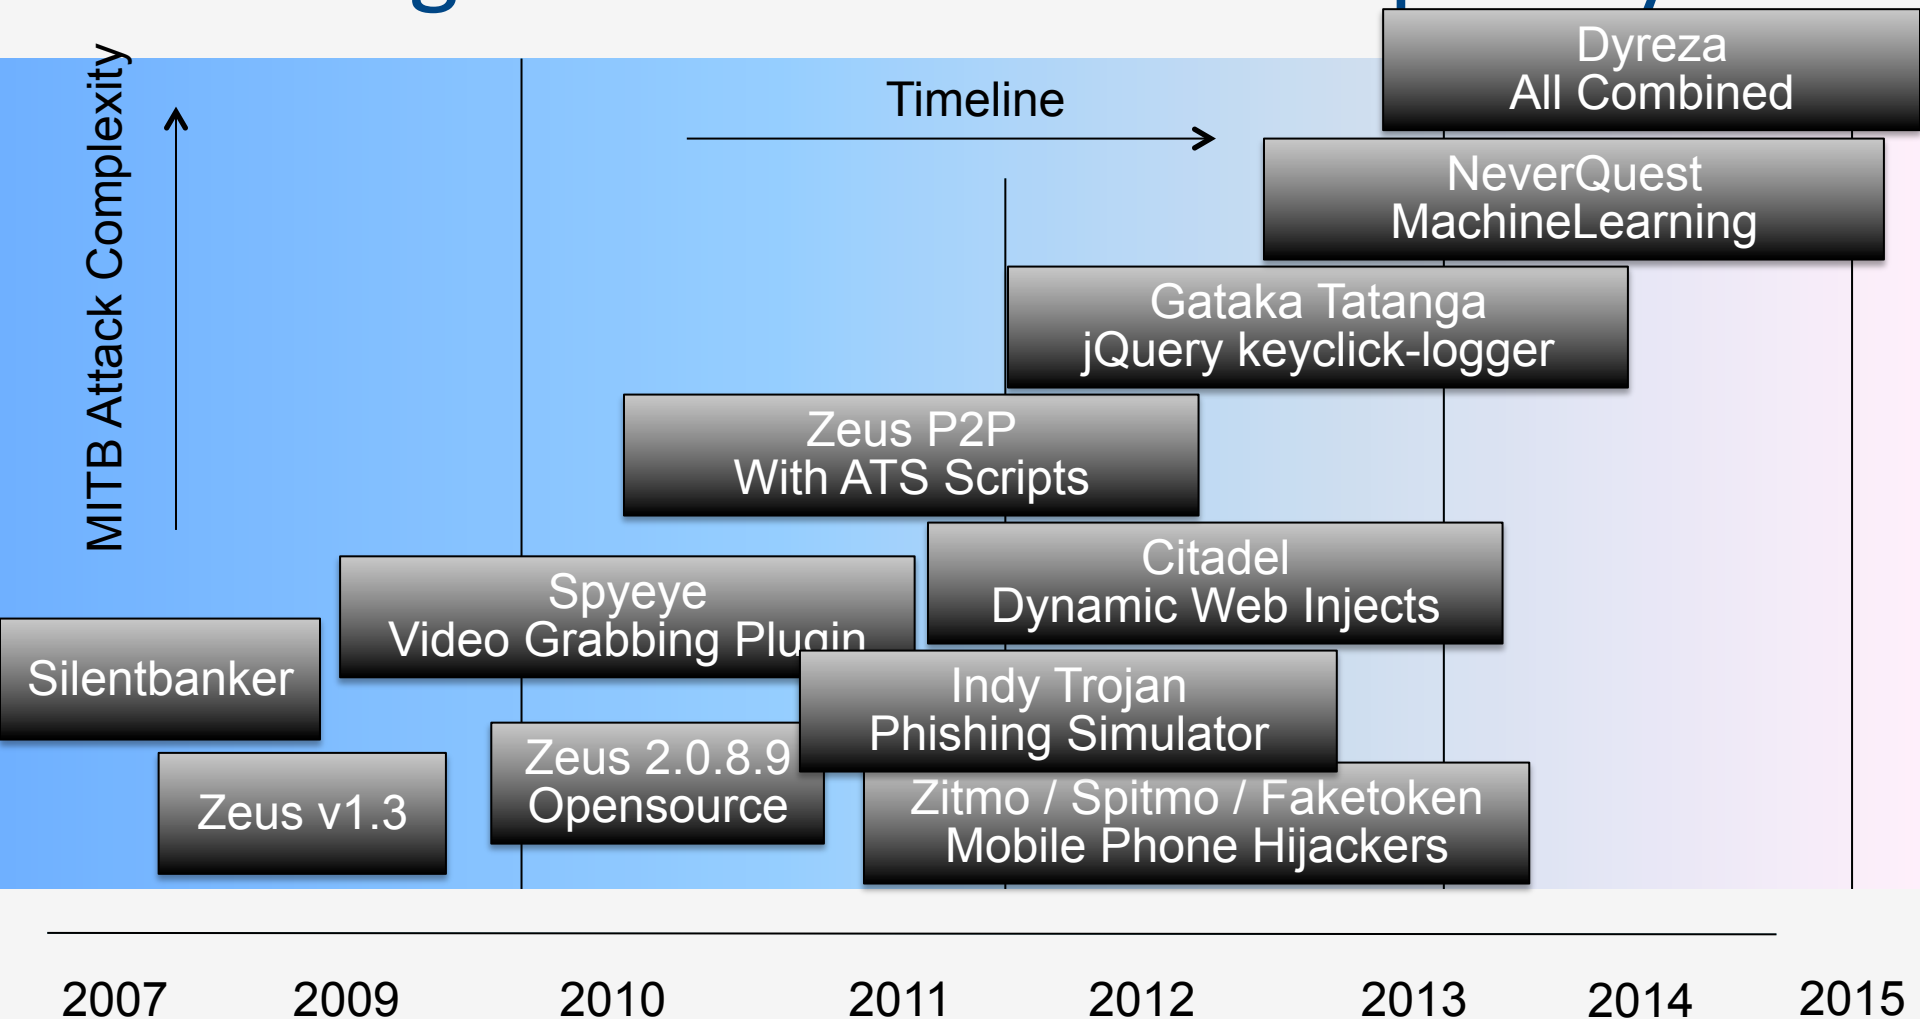 MITB Attack Complexity
Timeline
Dyreza
All Combined
NeverQuest
MachineLearning
Gataka Tatanga
jQuery keyclick-logger
Zeus P2P
With ATS Scripts
Citadel
Dynamic Web Injects
Spyeye
Video Grabbing Plugin
Silentbanker
Indy Trojan
Phishing Simulator
Zeus 2.0.8.9
Opensource
Zeus v1.3
Zitmo / Spitmo / Faketoken
Mobile Phone Hijackers
2007 2009 2010 2011 2012 2013 2014 2015